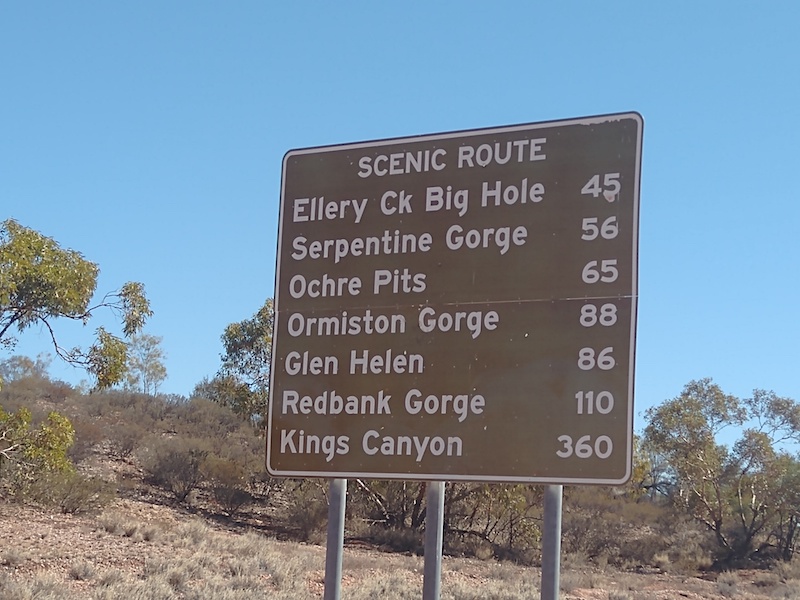 SCENIC ROUTE
Ellery Ck Big Hole 45
Serpentine Gorge 56
Ochre Pits 65
Ormiston Gorge 88
Glen Helen 86
Redbank Gorge 110
Kings Canyon 360